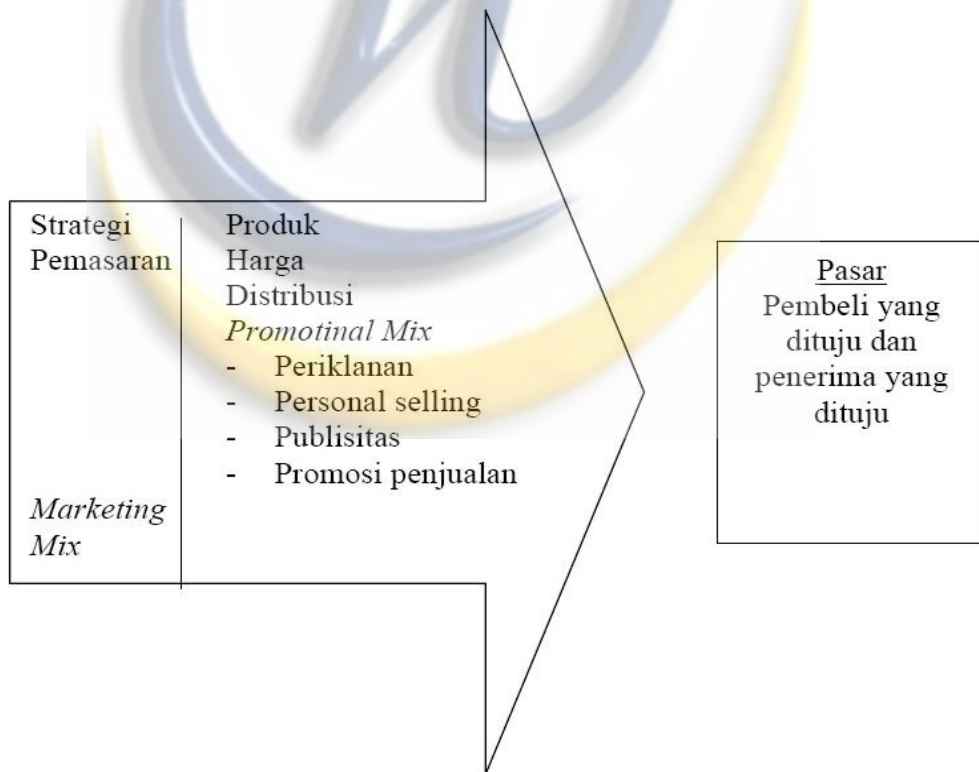 Strategi
Pemasaran
Marketing
Mix
Produk
Harga
Distribusi
Promotinal Mix
- Periklanan
- Personal selling
- Publisitas
- Promosi penjualan
Pasar
Pembeli yang
dituju dan
penerima yang
dituju